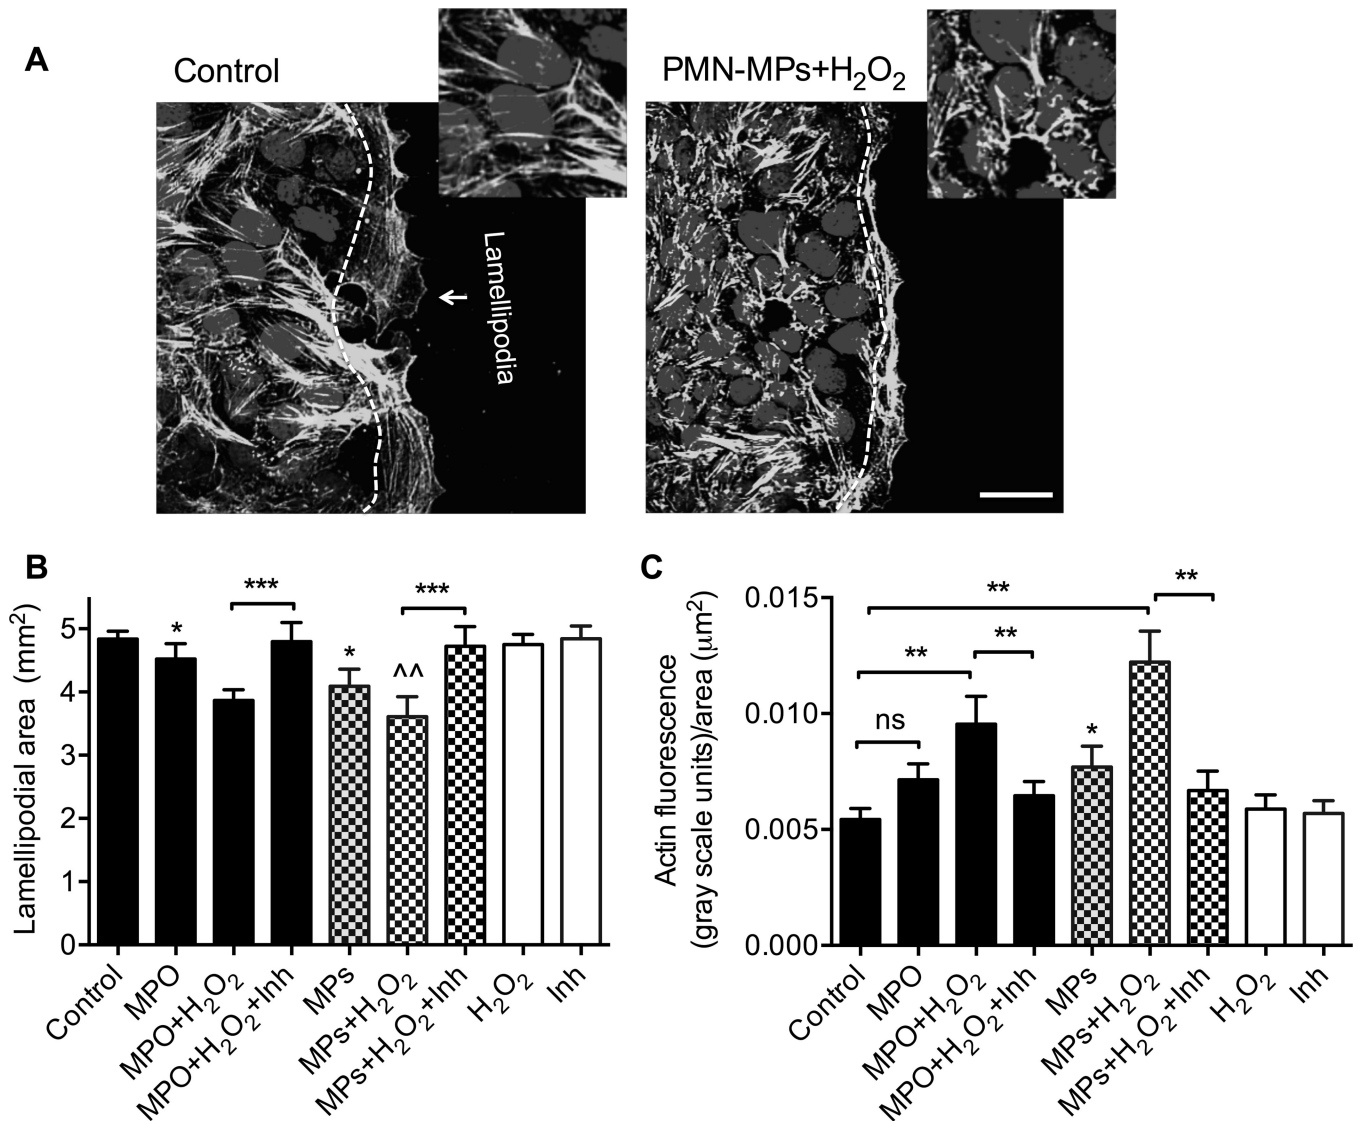 A
Control
PMN-MPs+H₂O₂
Lamellipodia
B
Lamellipodial area (mm²)
5
4
3
2
1
0
***
***
*
*
^^
Control
MPO
MPO+H₂O₂
MPO+H₂O₂+Inh
MPs
MPs+H₂O₂
MPs+H₂O₂+Inh
H₂O₂
Inh
C
Actin fluorescence
(gray scale units)/area (μm²)
0.015
0.010
0.005
0.000
**
**
**
**
ns
*
Control
MPO
MPO+H₂O₂
MPO+H₂O₂+Inh
MPs
MPs+H₂O₂
MPs+H₂O₂+Inh
H₂O₂
Inh